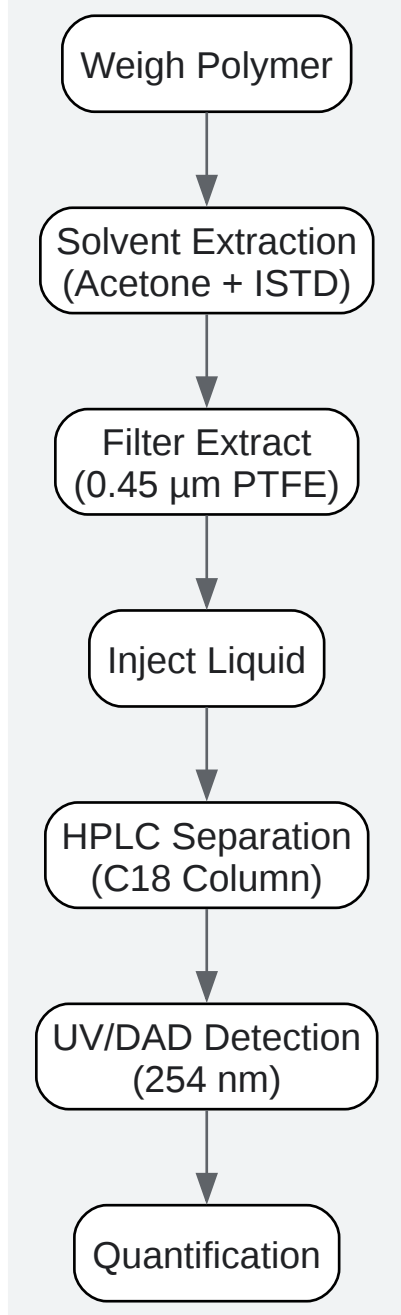 Weigh Polymer
Solvent Extraction
(Acetone + ISTD)
Filter Extract
(0.45 µm PTFE)
Inject Liquid
HPLC Separation
(C18 Column)
UV/DAD Detection
(254 nm)
Quantification